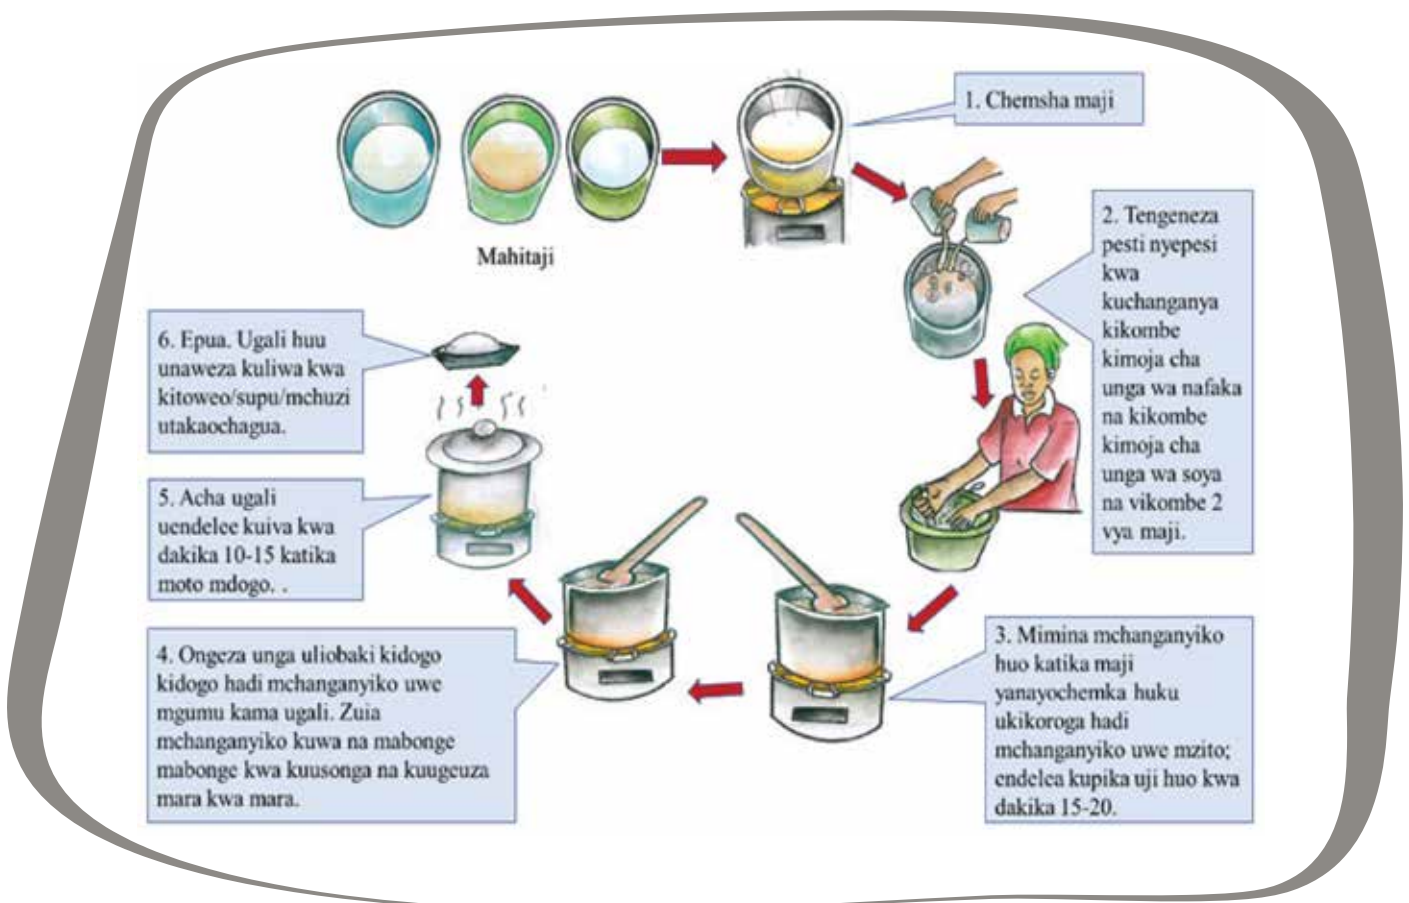 Mahitaji
1. Chemsha maji
2. Tengeneza
pesti nyepesi
kwa
kuchanganya
kikombe
kimoja cha
unga wa nafaka
na kikombe
kimoja cha
unga wa soya
na vikombe 2
vya maji.
3. Mimina mchanganyiko
huo katika maji
yanayochemka huku
ukikoroga hadi
mchanganyiko uwe mzito;
endelea kupika uji huo kwa
dakika 15-20.
4. Ongeza unga uliobaki kidogo
kidogo hadi mchanganyiko uwe
mgumu kama ugali. Zuia
mchanganyiko kuwa na mabonge
mabonge kwa kuusonga na kuugeuza
mara kwa mara.
5. Acha ugali
uendelee kuiva kwa
dakika 10-15 katika
moto mdogo. .
6. Epua. Ugali huu
unaweza kuliwa kwa
kitoweo/supu/mchuzi
utakaochagua.